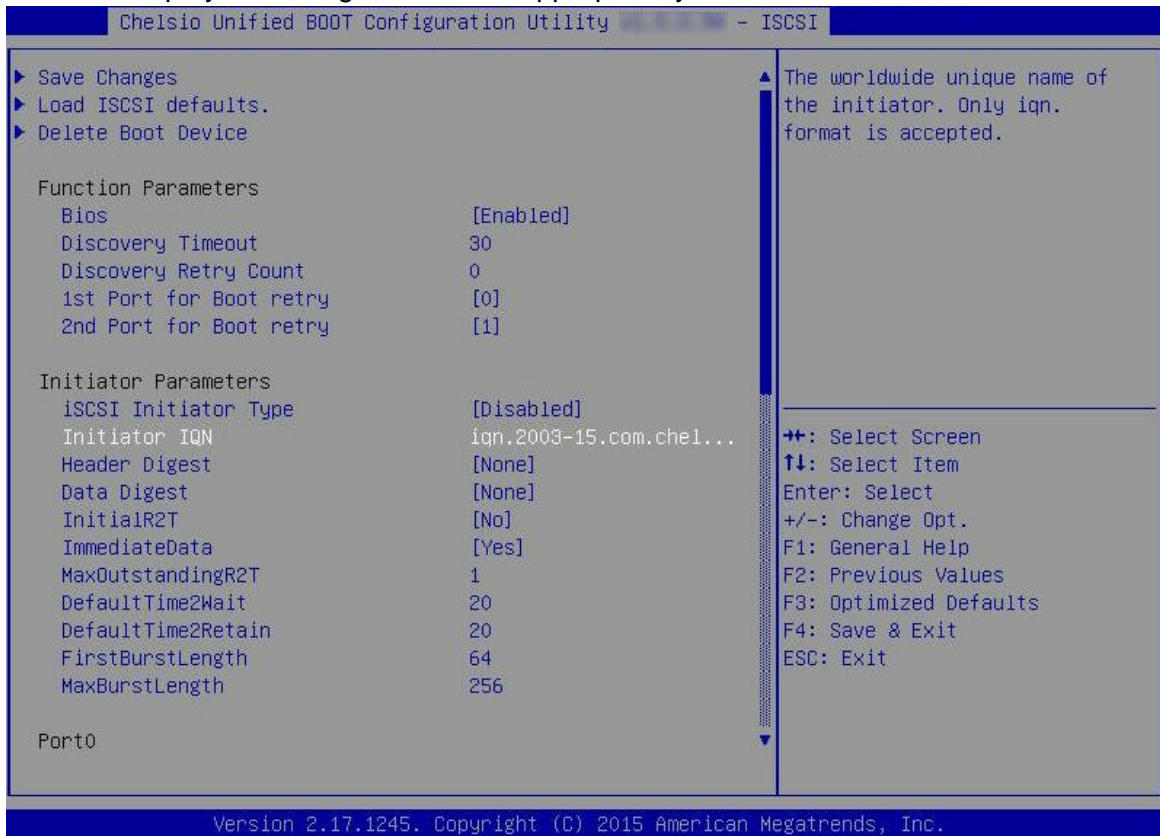 Chelsio Unified BOOT Configuration Utility - ISCSI
Save Changes
Load ISCSI defaults.
Delete Boot Device
Function Parameters
Bios [Enabled]
Discovery Timeout 30
Discovery Retry Count 0
1st Port for Boot retry [0]
2nd Port for Boot retry [1]
Initiator Parameters
iSCSI Initiator Type [Disabled]
Initiator IQN iqn.2003-15.com.chel...
Header Digest [None]
Data Digest [None]
InitialR2T [No]
ImmediateData [Yes]
MaxOutstandingR2T 1
DefaultTime2Wait 20
DefaultTime2Retain 20
FirstBurstLength 64
MaxBurstLength 256
Port0
The worldwide unique name of
the initiator. Only iqn.
format is accepted.
→←: Select Screen
↑↓: Select Item
Enter: Select
+/-: Change Opt.
F1: General Help
F2: Previous Values
F3: Optimized Defaults
F4: Save & Exit
ESC: Exit
Version 2.17.1245. Copyright (C) 2015 American Megatrends, Inc.